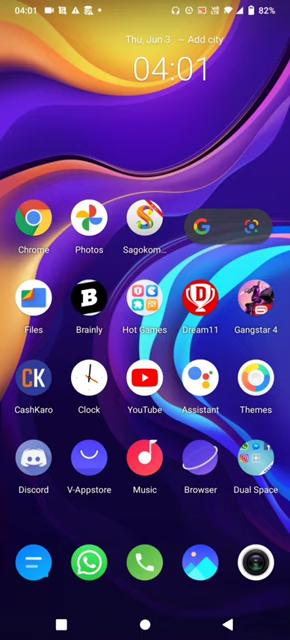 04:01
82%
Thu, Jun 3 – Add city
04:01
Chrome
Photos
Sagokom...
Files
Brainly
Hot Games
Dream11
Gangstar 4
CashKaro
Clock
YouTube
Assistant
Themes
Discord
V-Appstore
Music
Browser
Dual Space